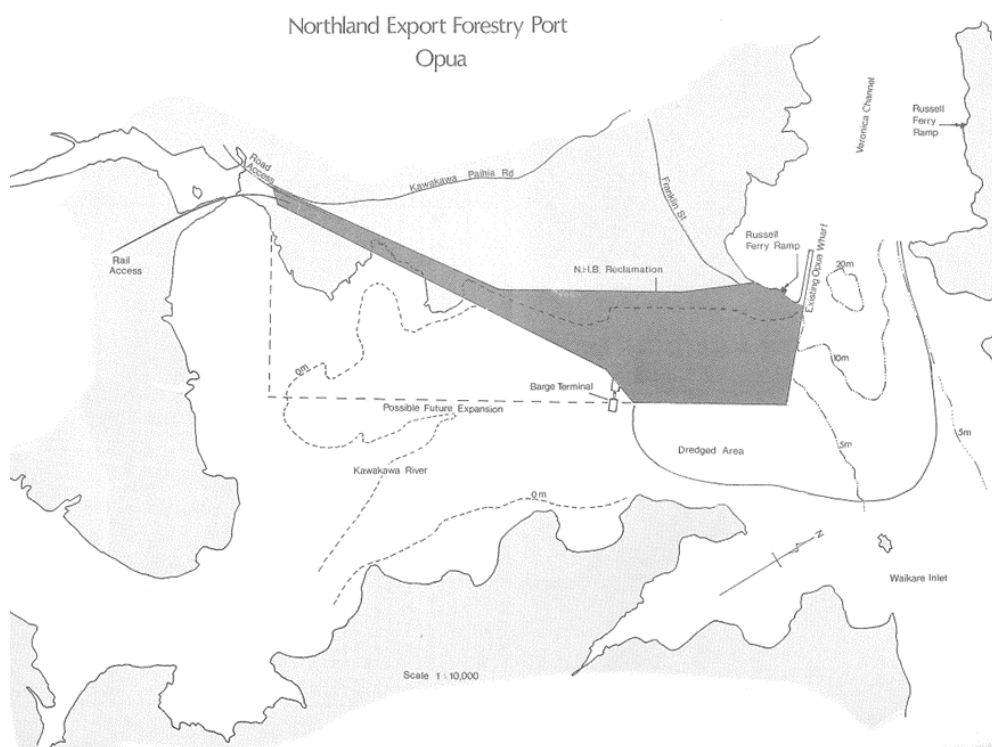 Northland Export Forestry Port
Opua
Road
Access
Kawakawa Paihia Rd
Franklin St
Veronica Channel
Russell
Ferry
Ramp
Rail
Access
N.H.B. Reclamation
Russell
Ferry Ramp
Existing Opua Wharf
20m
10m
0m
Barge Terminal
Possible Future Expansion
5m
5m
Dredged Area
Kawakawa River
0m
N
Waikare Inlet
Scale 1:10,000